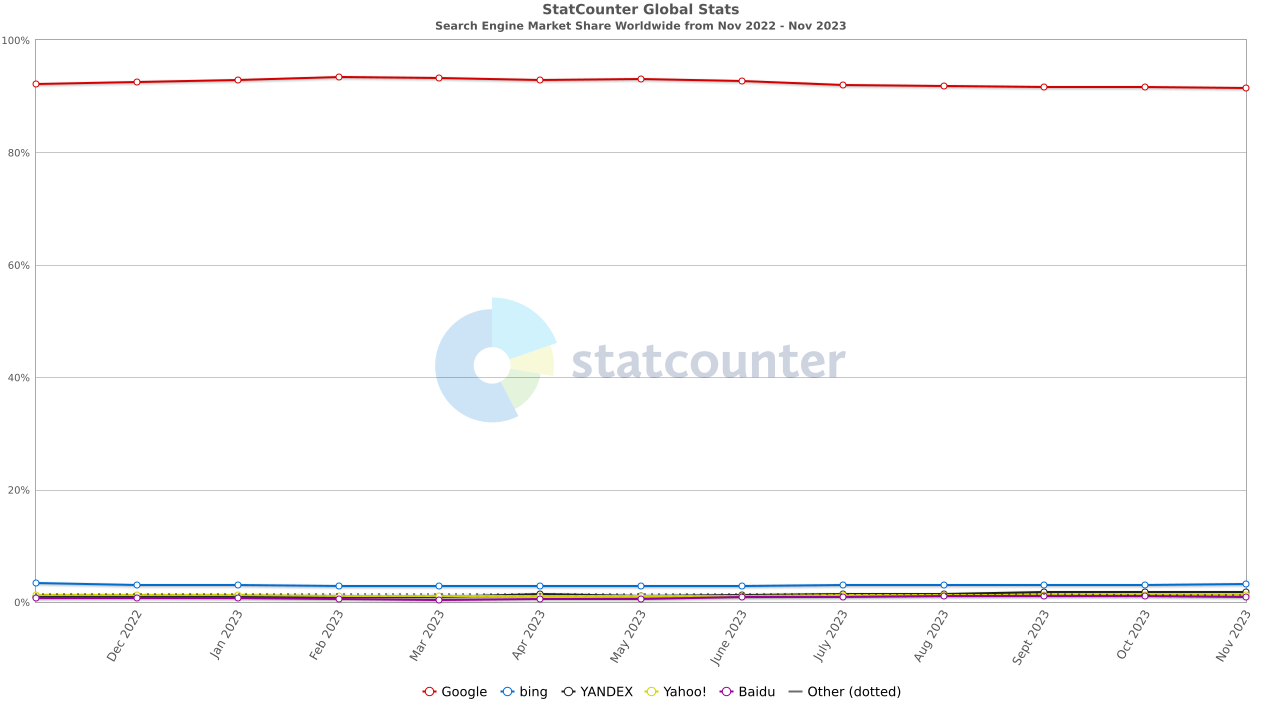 StatCounter Global Stats
Search Engine Market Share Worldwide from Nov 2022 - Nov 2023
100%
80%
60%
40%
20%
0%
statcounter
Dec 2022
Jan 2023
Feb 2023
Mar 2023
Apr 2023
May 2023
June 2023
July 2023
Aug 2023
Sept 2023
Oct 2023
Nov 2023
Google bing YANDEX Yahoo! Baidu Other (dotted)